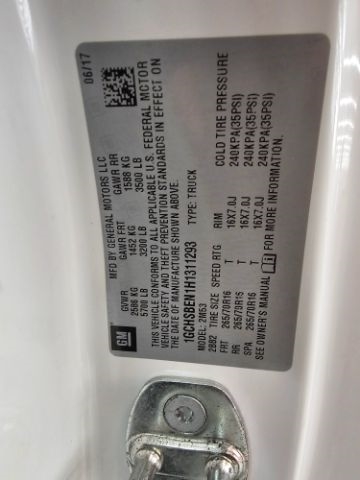 06/17
GM
MFD BY GENERAL MOTORS LLC
GVWR GAWR FRT GAWR RR
2586 KG 1452 KG 1588 KG
5700 LB 3200 LB 3500 LB
THIS VEHICLE CONFORMS TO ALL APPLICABLE U.S. FEDERAL MOTOR
VEHICLE SAFETY AND THEFT PREVENTION STANDARDS IN EFFECT ON
THE DATE OF MANUFACTURE SHOWN ABOVE.
1GCHSBEN1H1311293 TYPE: TRUCK
MODEL: 2M53
2882 TIRE SIZE SPEED RTG RIM COLD TIRE PRESSURE
FRT 265/70R16 T 16X7.0J 240KPA(35PSI)
RR 265/70R16 T 16X7.0J 240KPA(35PSI)
SPA 265/70R16 T 16X7.0J 240KPA(35PSI)
SEE OWNER'S MANUAL FOR MORE INFORMATION